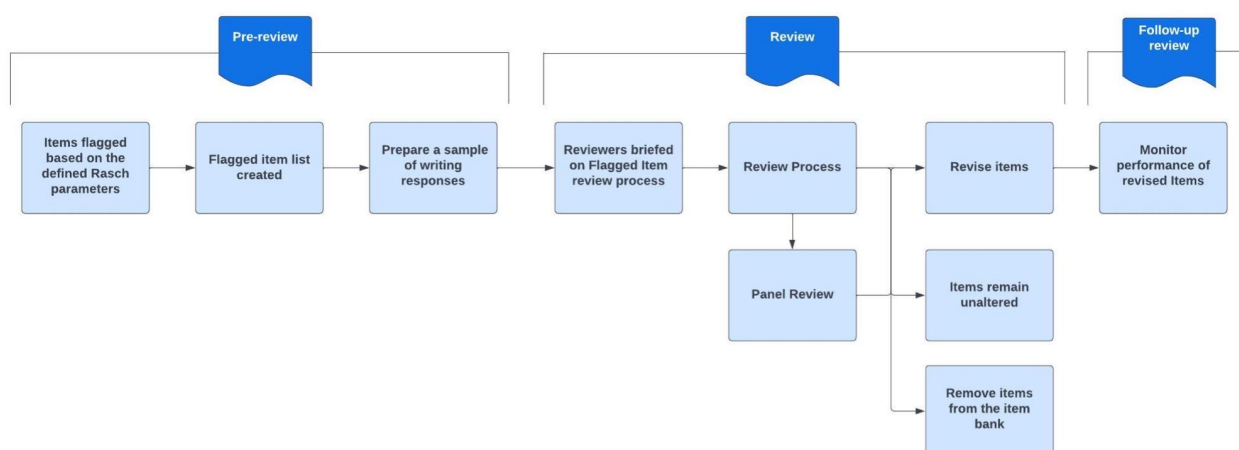 Pre-review
Review
Follow-up
review
Items flagged
based on the
defined Rasch
parameters
Flagged item list
created
Prepare a sample
of writing
responses
Reviewers briefed
on Flagged Item
review process
Review Process
Revise items
Monitor
performance of
revised Items
Panel Review
Items remain
unaltered
Remove items
from the item
bank